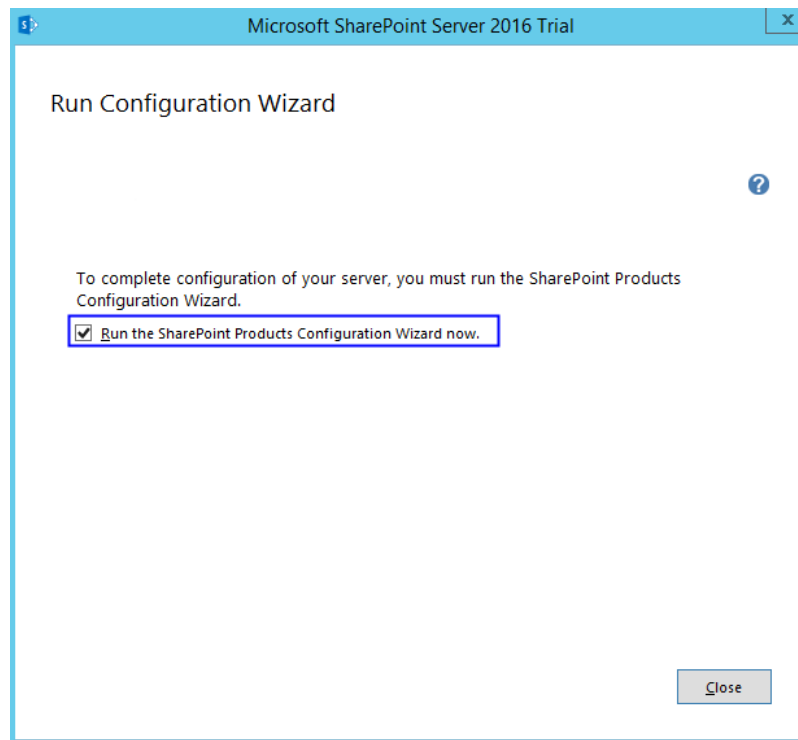 Microsoft SharePoint Server 2016 Trial
Run Configuration Wizard
To complete configuration of your server, you must run the SharePoint Products
Configuration Wizard.
Run the SharePoint Products Configuration Wizard now.
Close